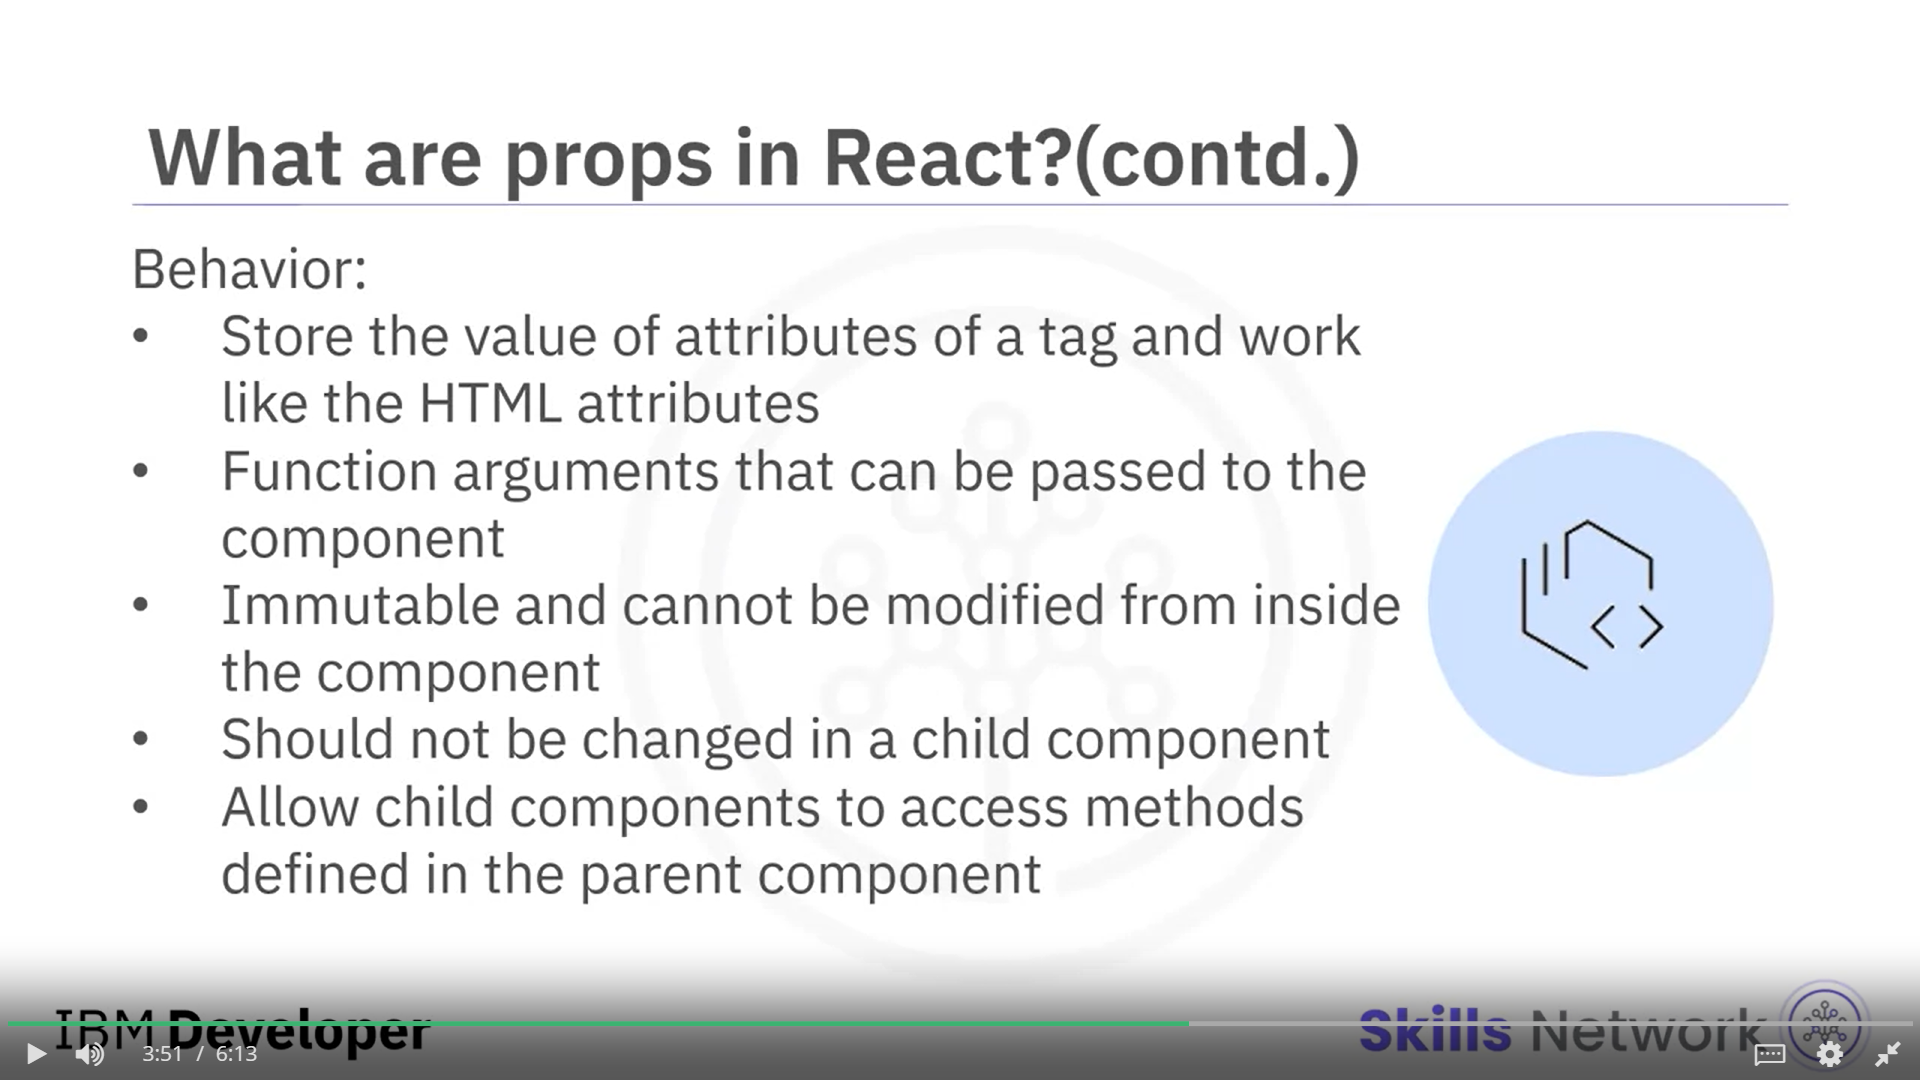 What are props in React?(contd.)
Behavior:
• Store the value of attributes of a tag and work
like the HTML attributes
• Function arguments that can be passed to the
component
• Immutable and cannot be modified from inside
the component
• Should not be changed in a child component
• Allow child components to access methods
defined in the parent component
IBM Developer
Skills Network
3:51 / 6:13